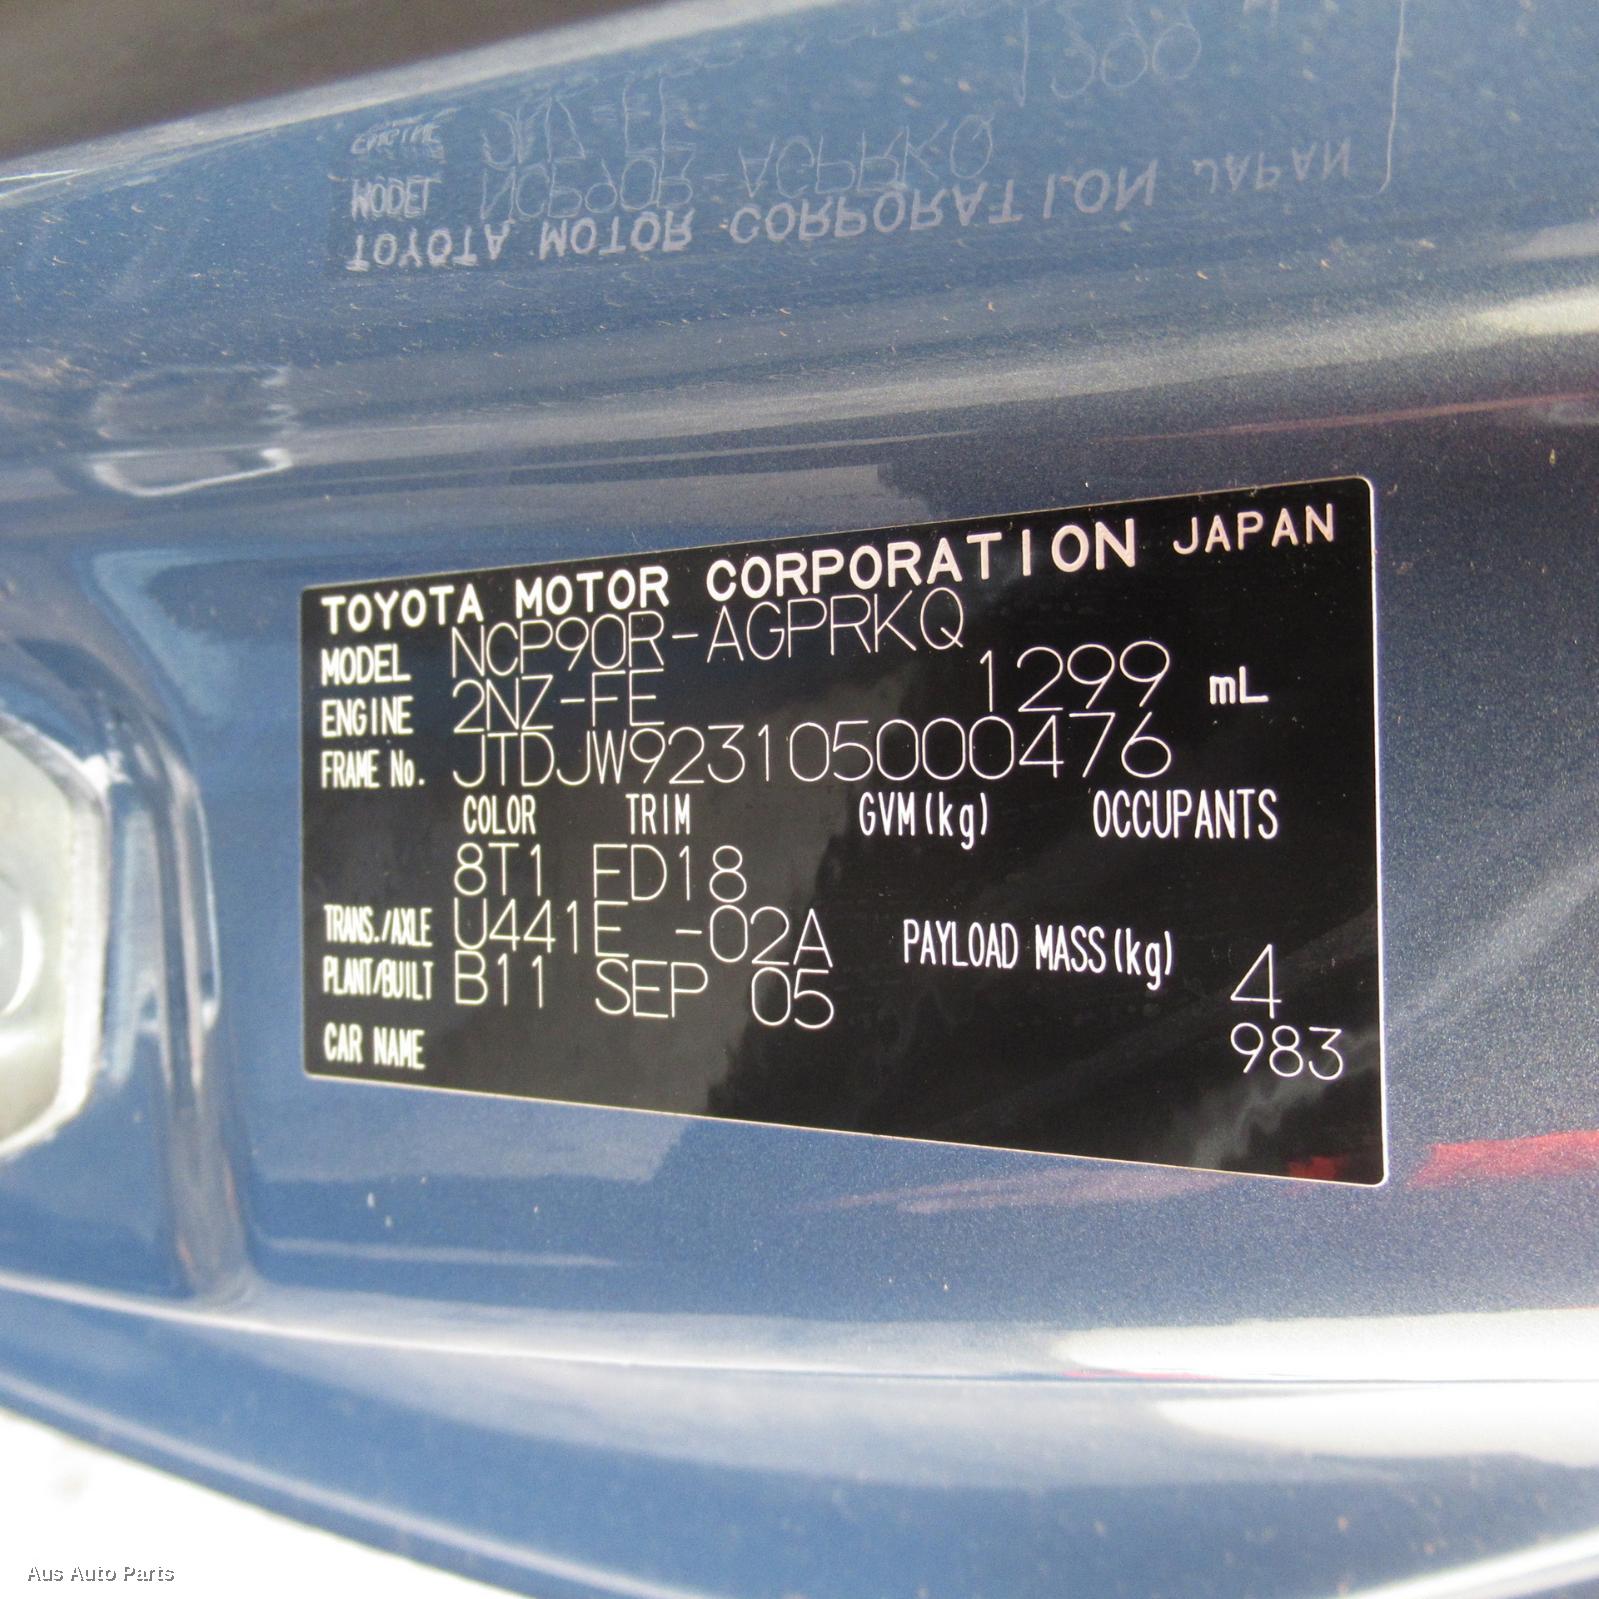 TOYOTA MOTOR CORPORATION JAPAN
MODEL NCP90R-AGPRKQ
ENGINE 2NZ-FE 1299 mL
FRAME No. JTDJW923105000476
COLOR TRIM GVM(kg) OCCUPANTS
8T1 FD18
TRANS./AXLE U441E -02A PAYLOAD MASS(kg) 4
PLANT/BUILT B11 SEP 05
CAR NAME 983
Aus Auto Parts